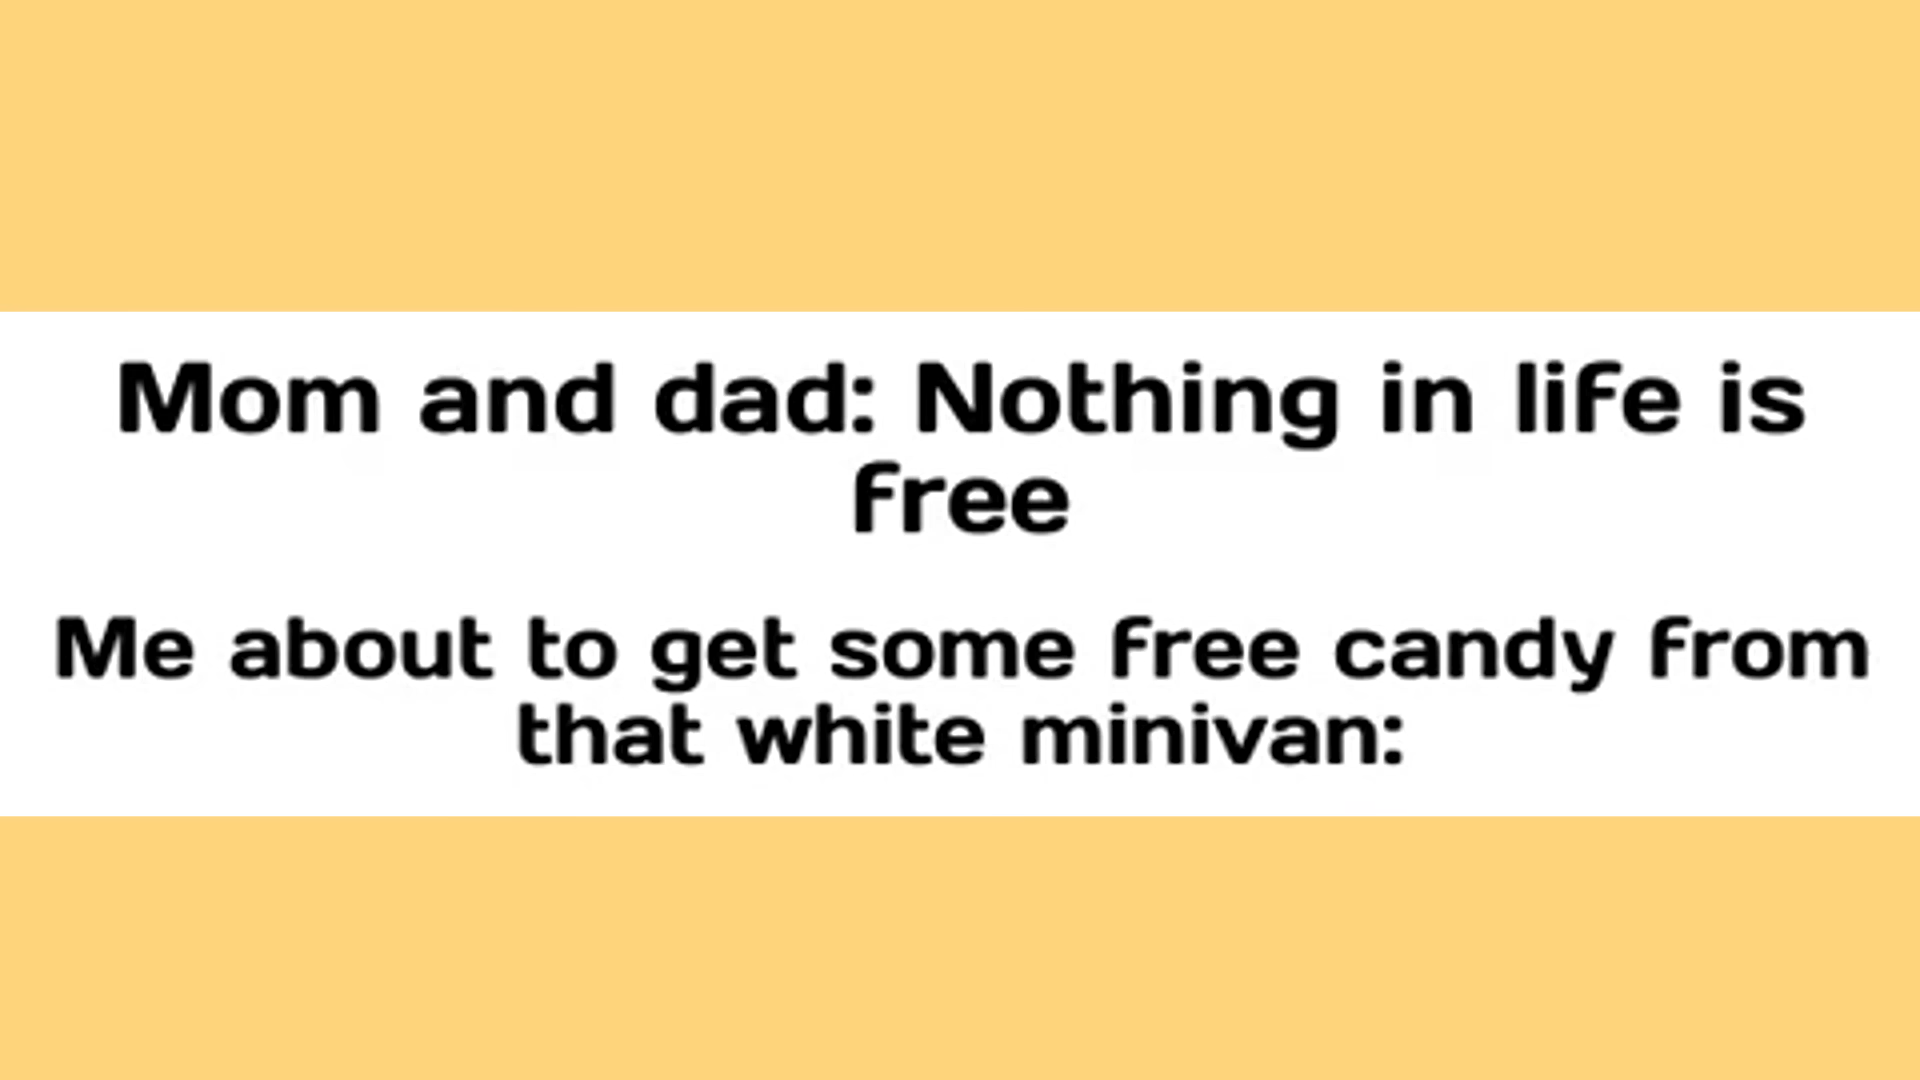 Mom and dad: Nothing in life is
free
Me about to get some free candy from
that white minivan: